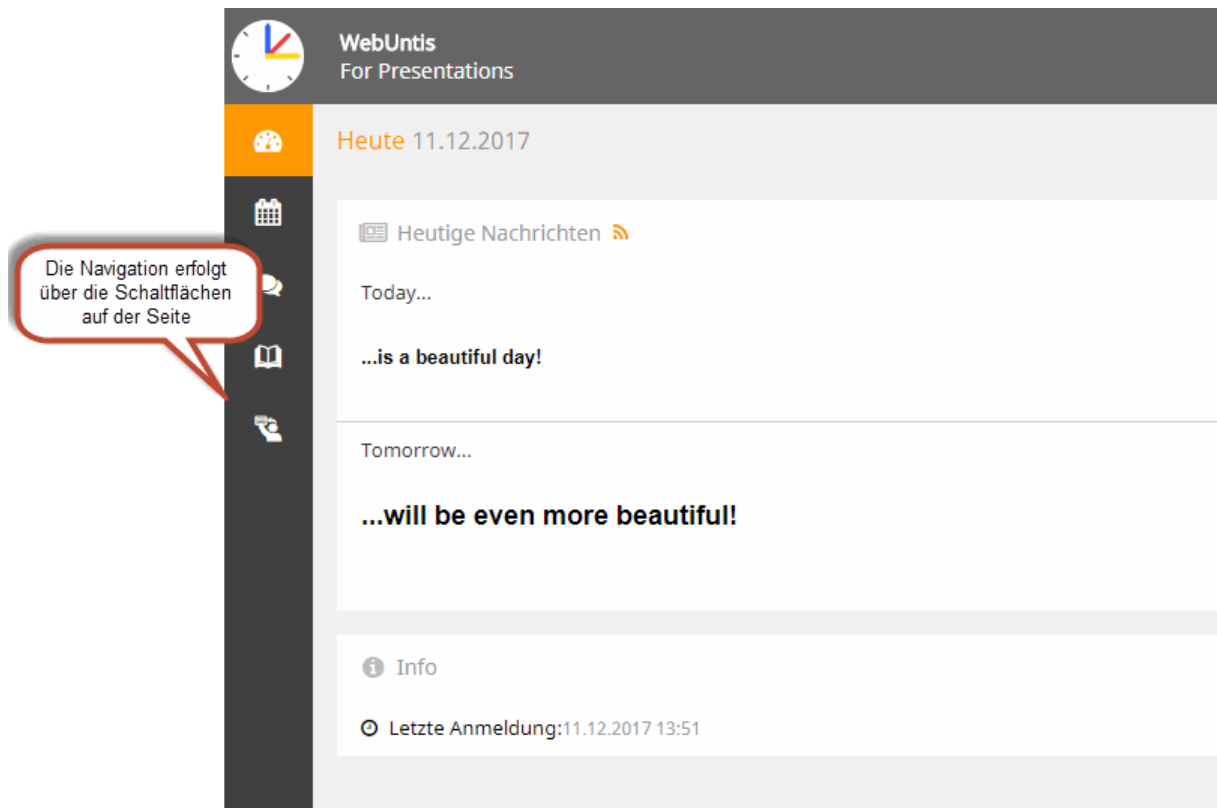 WebUntis
For Presentations
Heute 11.12.2017
Heutige Nachrichten
Die Navigation erfolgt
über die Schaltflächen
auf der Seite
Today...
...is a beautiful day!
Tomorrow...
...will be even more beautiful!
Info
Letzte Anmeldung:11.12.2017 13:51